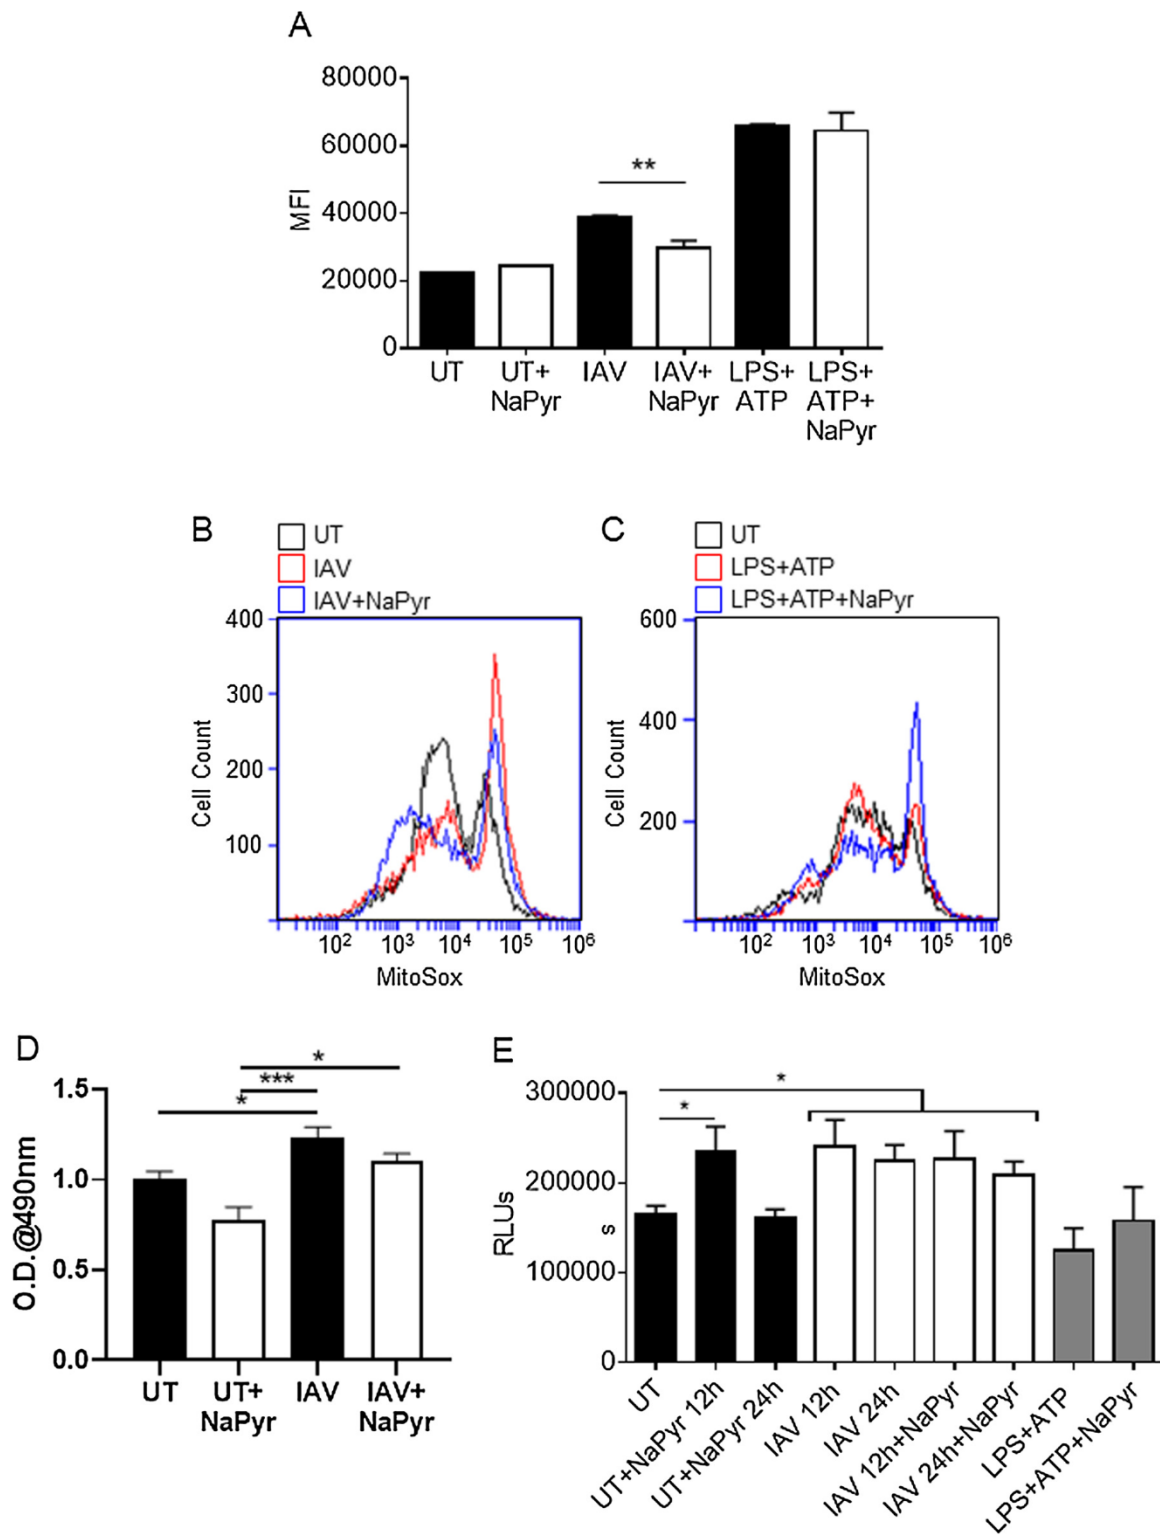 A
80000
60000
40000
20000
0
MFI
**
UT
UT+
NaPyr
IAV
IAV+
NaPyr
LPS+
ATP
LPS+
ATP+
NaPyr
B
UT
IAV
IAV+NaPyr
400
300
200
100
Cell Count
10²
10³
10⁴
10⁵
10⁶
MitoSox
C
UT
LPS+ATP
LPS+ATP+NaPyr
600
400
200
Cell Count
10²
10³
10⁴
10⁵
10⁶
MitoSox
D
1.5
1.0
0.5
0.0
O.D.@490nm
*
***
*
UT
UT+
NaPyr
IAV
IAV+
NaPyr
E
300000
200000
100000
0
RLUs
s
*
*
UT
UT+NaPyr 12h
UT+NaPyr 24h
IAV 12h
IAV 24h
IAV 12h+NaPyr
IAV 24h+NaPyr
LPS+ATP
LPS+ATP+NaPyr